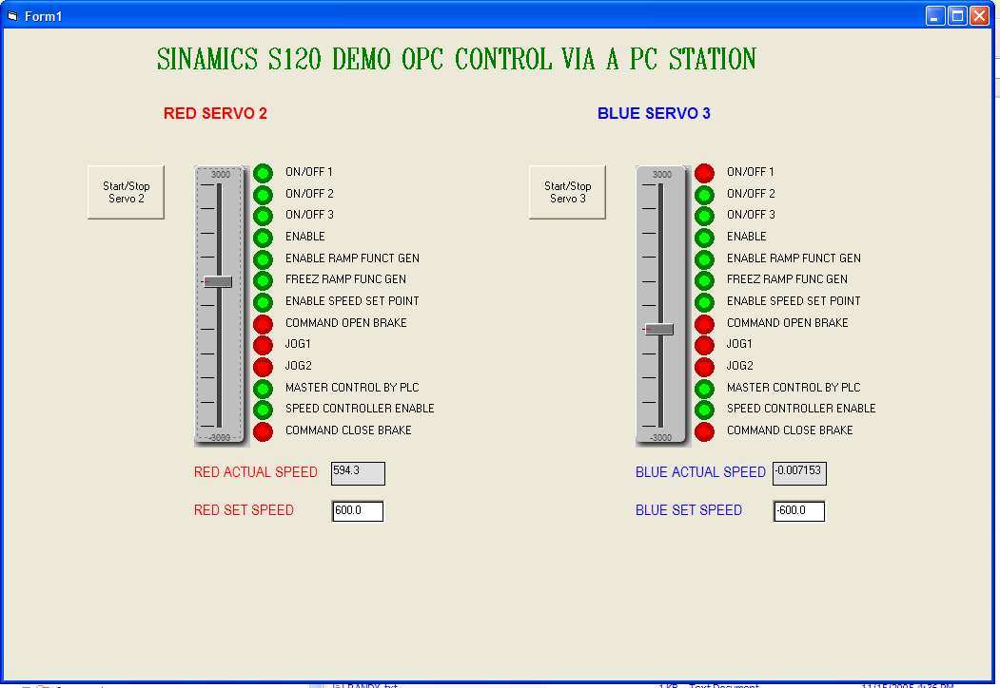 Form1
SINAMICS S120 DEMO OPC CONTROL VIA A PC STATION
RED SERVO 2
Start/Stop
Servo 2
3000
-3000
ON/OFF 1
ON/OFF 2
ON/OFF 3
ENABLE
ENABLE RAMP FUNCT GEN
FREEZ RAMP FUNC GEN
ENABLE SPEED SET POINT
COMMAND OPEN BRAKE
JOG1
JOG2
MASTER CONTROL BY PLC
SPEED CONTROLLER ENABLE
COMMAND CLOSE BRAKE
RED ACTUAL SPEED 594.3
RED SET SPEED 600.0
BLUE SERVO 3
Start/Stop
Servo 3
3000
-3000
ON/OFF 1
ON/OFF 2
ON/OFF 3
ENABLE
ENABLE RAMP FUNCT GEN
FREEZ RAMP FUNC GEN
ENABLE SPEED SET POINT
COMMAND OPEN BRAKE
JOG1
JOG2
MASTER CONTROL BY PLC
SPEED CONTROLLER ENABLE
COMMAND CLOSE BRAKE
BLUE ACTUAL SPEED -0.007153
BLUE SET SPEED -600.0
RANDY.txt 1 KB Text Document 11/15/2005 4:36 PM